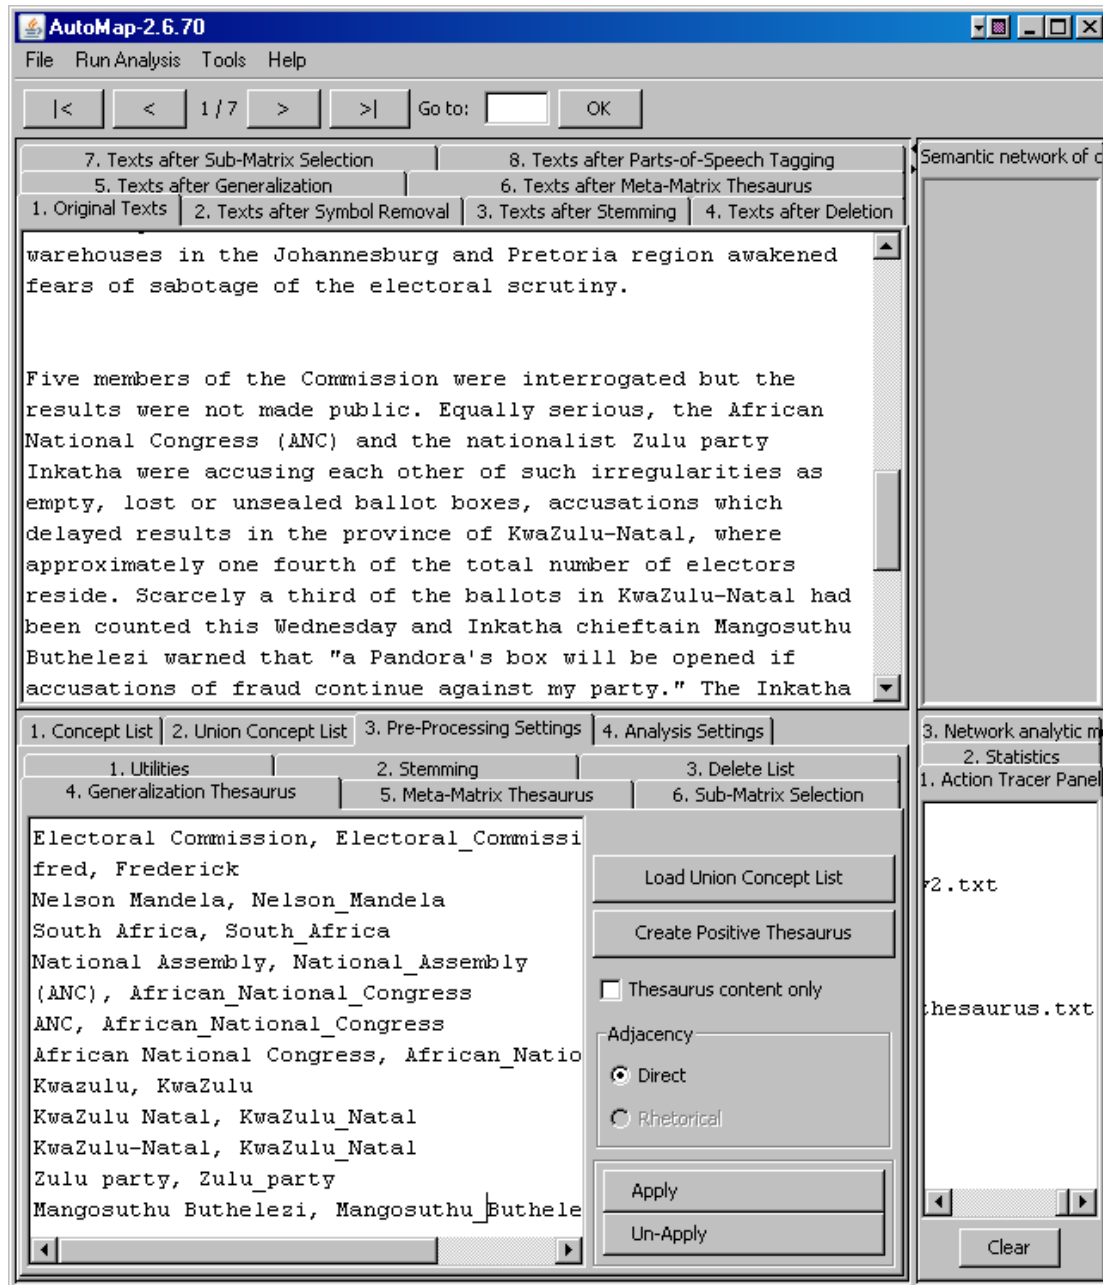 AutoMap-2.6.70
File Run Analysis Tools Help
|< < 1 / 7 > >| Go to: OK
7. Texts after Sub-Matrix Selection 8. Texts after Parts-of-Speech Tagging
5. Texts after Generalization 6. Texts after Meta-Matrix Thesaurus
1. Original Texts 2. Texts after Symbol Removal 3. Texts after Stemming 4. Texts after Deletion
warehouses in the Johannesburg and Pretoria region awakened
fears of sabotage of the electoral scrutiny.
Five members of the Commission were interrogated but the
results were not made public. Equally serious, the African
National Congress (ANC) and the nationalist Zulu party
Inkatha were accusing each other of such irregularities as
empty, lost or unsealed ballot boxes, accusations which
delayed results in the province of KwaZulu-Natal, where
approximately one fourth of the total number of electors
reside. Scarcely a third of the ballots in KwaZulu-Natal had
been counted this Wednesday and Inkatha chieftain Mangosuthu
Buthelezi warned that "a Pandora's box will be opened if
accusations of fraud continue against my party." The Inkatha
Semantic network of c
1. Concept List 2. Union Concept List 3. Pre-Processing Settings 4. Analysis Settings
1. Utilities 2. Stemming 3. Delete List
4. Generalization Thesaurus 5. Meta-Matrix Thesaurus 6. Sub-Matrix Selection
Electoral Commission, Electoral_Commissi
fred, Frederick
Nelson Mandela, Nelson_Mandela
South Africa, South_Africa
National Assembly, National_Assembly
(ANC), African_National_Congress
ANC, African_National_Congress
African National Congress, African_Natio
Kwazulu, KwaZulu
KwaZulu Natal, KwaZulu_Natal
KwaZulu-Natal, KwaZulu_Natal
Zulu party, Zulu_party
Mangosuthu Buthelezi, Mangosuthu_Buthele
Load Union Concept List
Create Positive Thesaurus
Thesaurus content only
Adjacency
Direct
Rhetorical
Apply
Un-Apply
3. Network analytic m
2. Statistics
1. Action Tracer Panel
v2.txt
thesaurus.txt
Clear